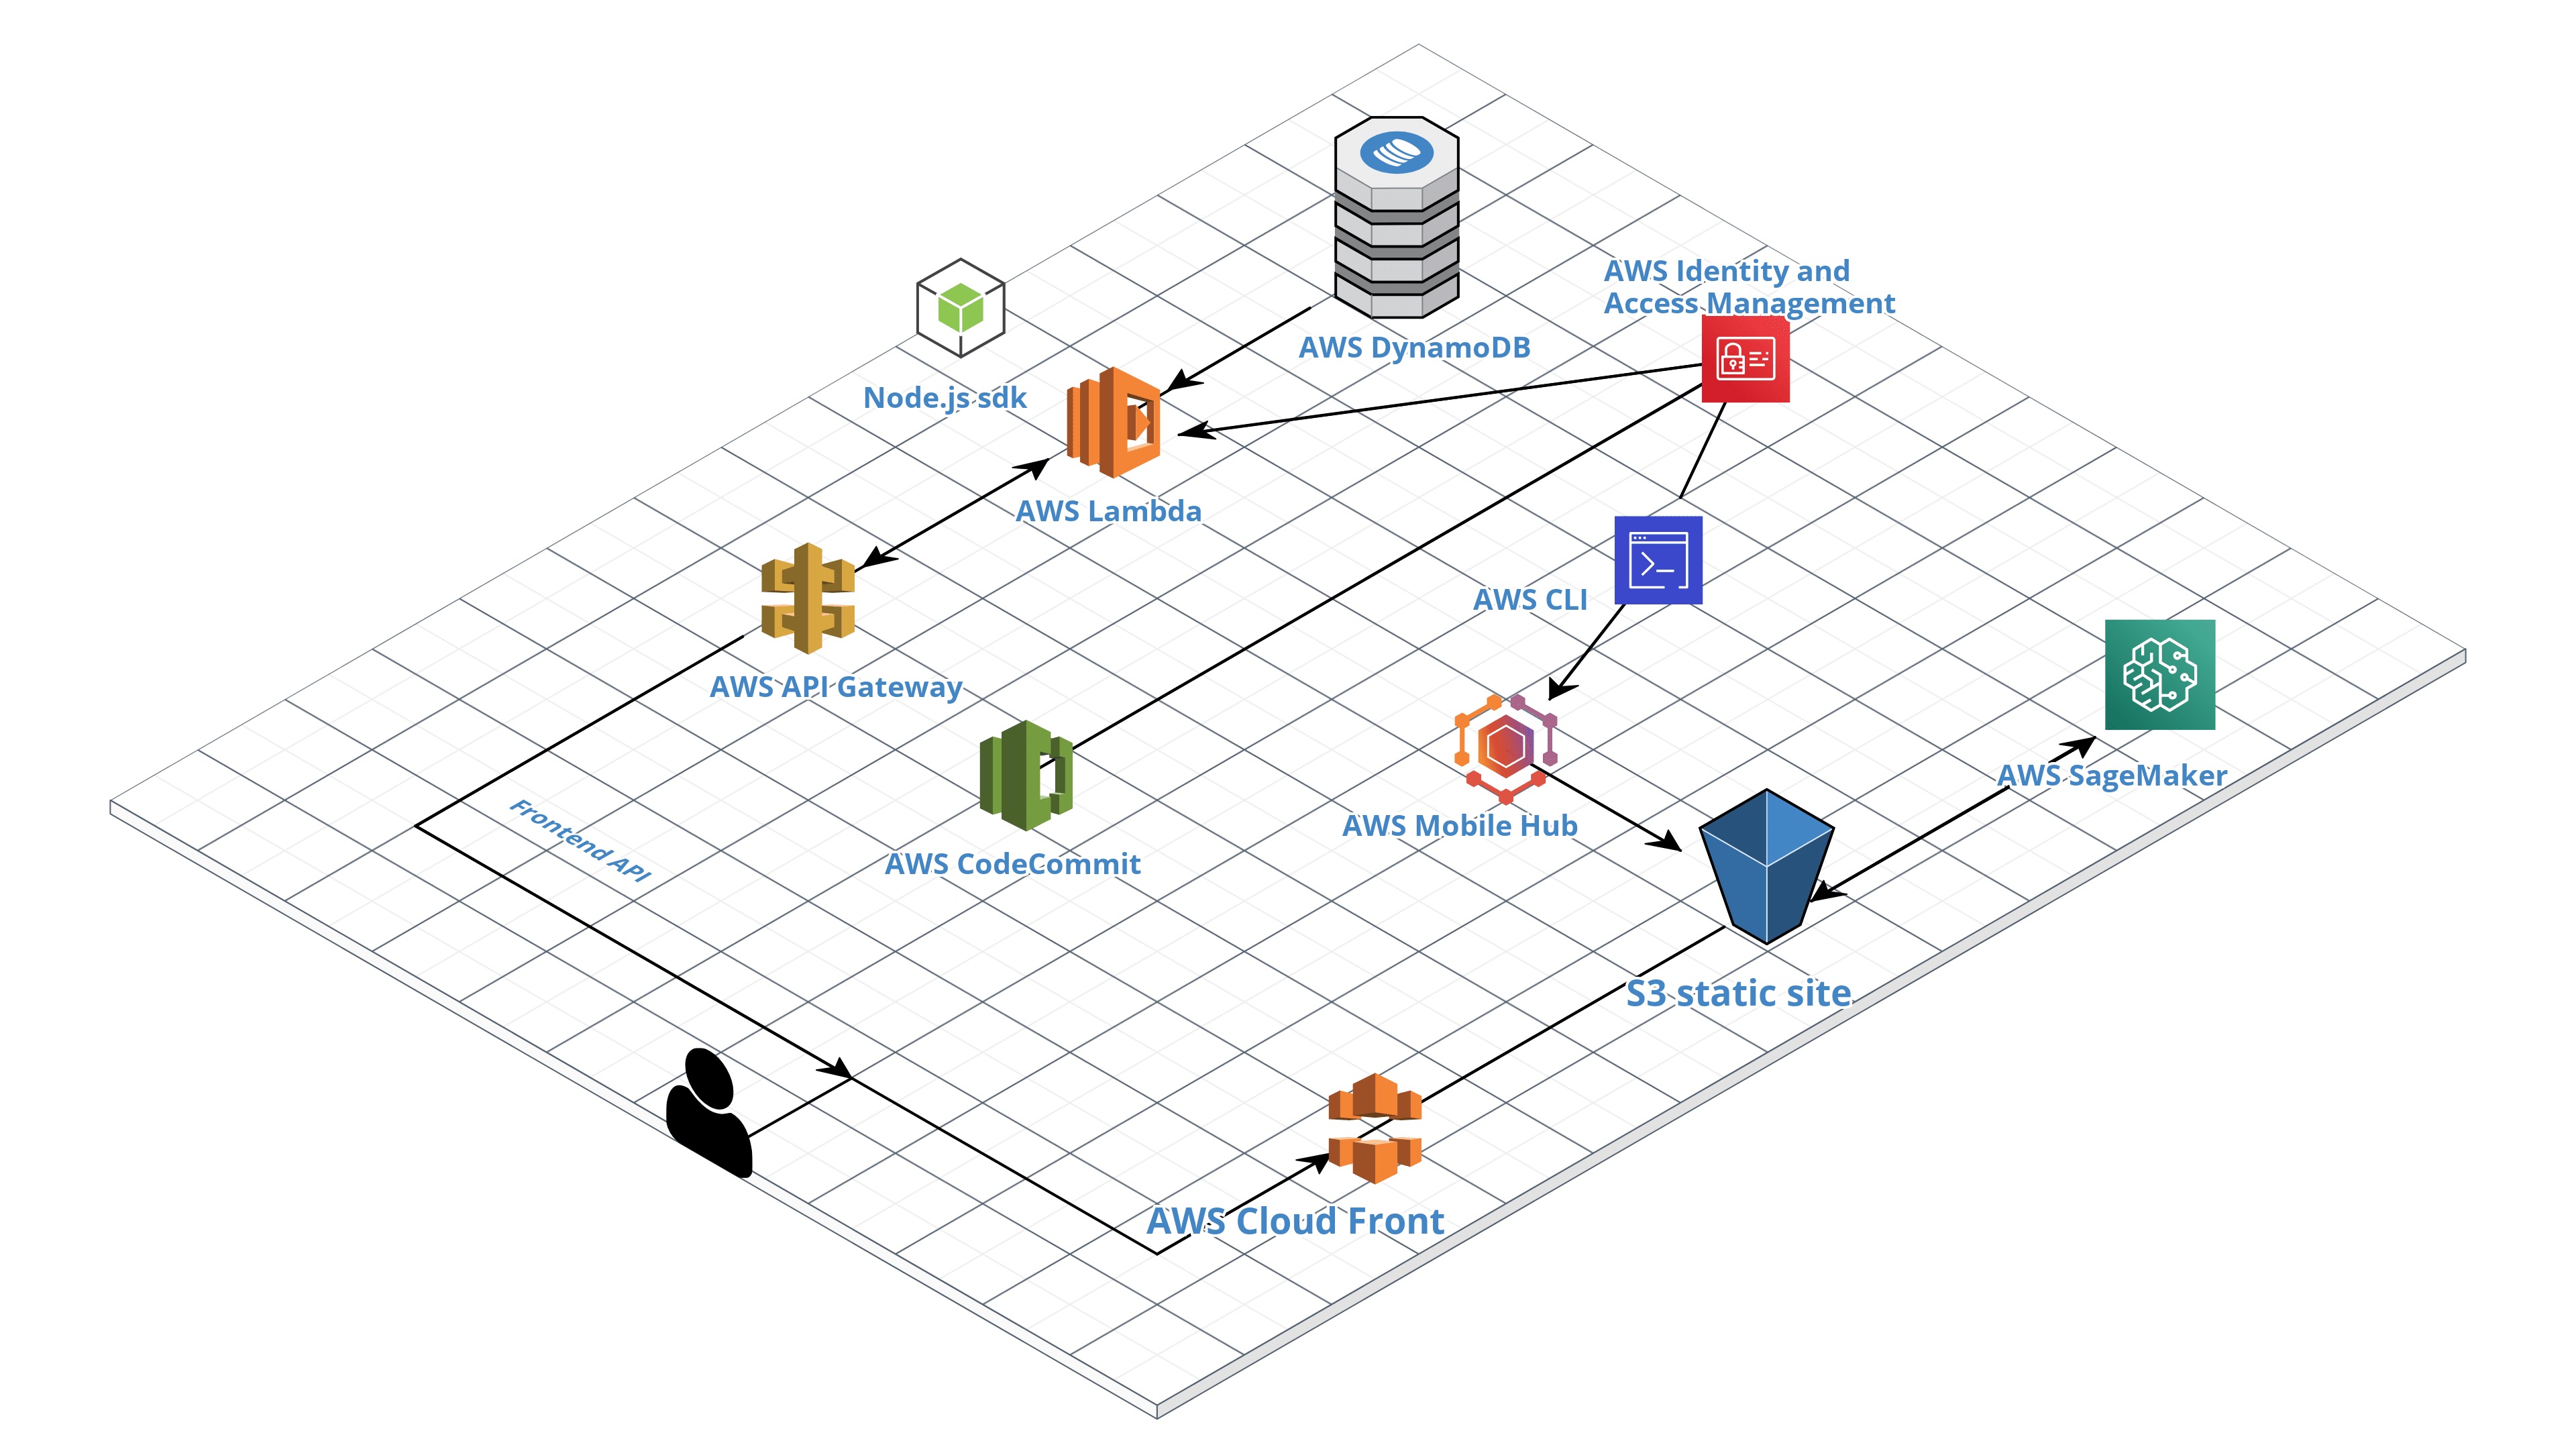 AWS Identity and
Access Management
AWS DynamoDB
Node.js sdk
AWS Lambda
AWS CLI
AWS API Gateway
AWS SageMaker
AWS Mobile Hub
Frontend API
AWS CodeCommit
S3 static site
AWS Cloud Front